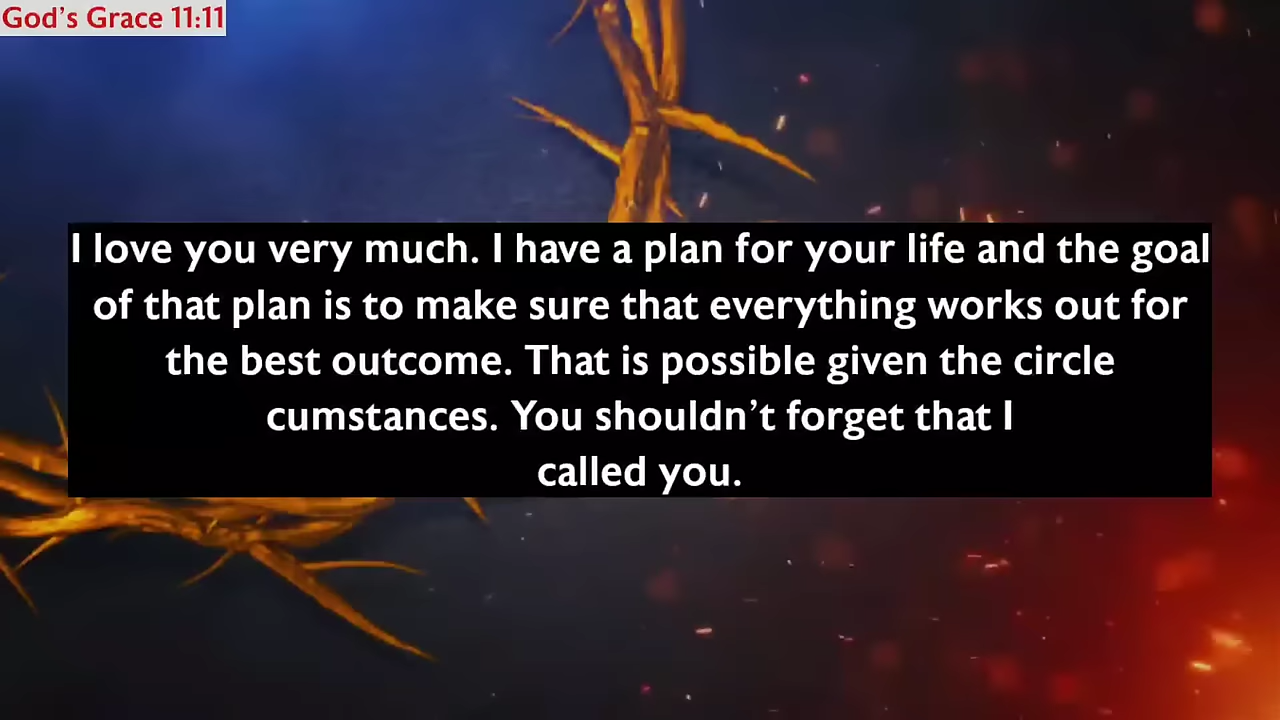 God's Grace 11:11
I love you very much. I have a plan for your life and the goal
of that plan is to make sure that everything works out for
the best outcome. That is possible given the circle
cumstances. You shouldn't forget that I
called you.